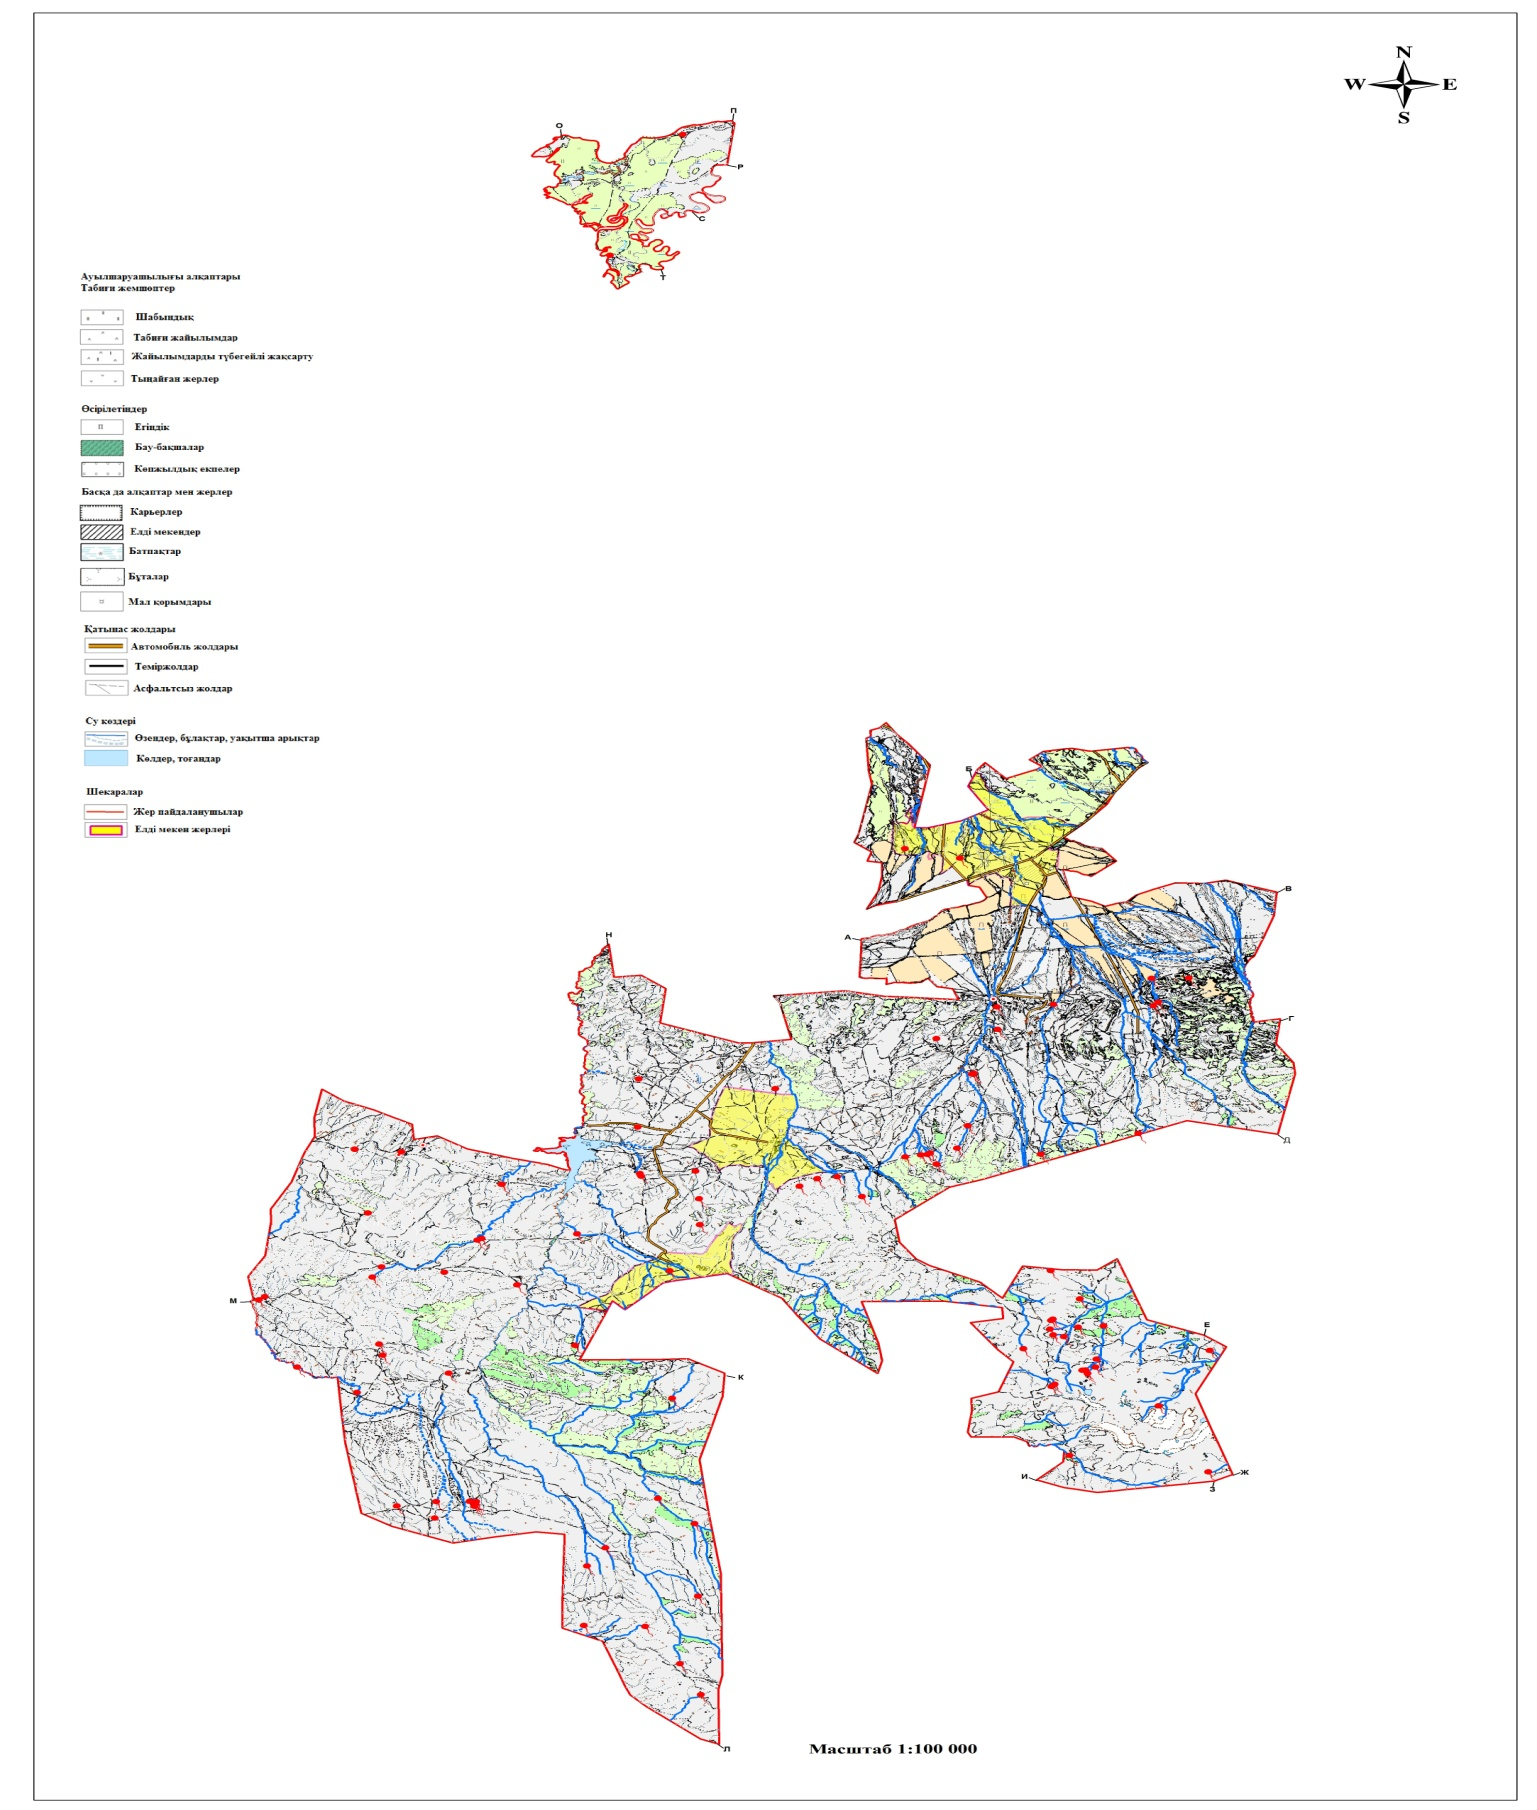 N
W E
S
О
П
Р
С
Т
Ауылшаруашылығы алқаптары
Табиғи жемшөптер
Шабындық
Табиғи жайылымдар
Жайылымдарды түбегейлі жақсарту
Тыңайған жерлер
Өсірілетіндер
Егіндік
Бау-бақшалар
Көпжылдық екпелер
Басқа да алқаптар мен жерлер
Карьерлер
Елді мекендер
Батпақтар
Бұталар
Мал қорымдары
Қатынас жолдары
Автомобиль жолдары
Теміржолдар
Асфальтсыз жолдар
Су көздері
Өзендер, бұлақтар, уақытша арықтар
Көлдер, тоғандар
Шекаралар
Жер пайдаланушылар
Елді мекен жерлері
Б
В
А
Н
Г
Д
М
Е
К
И
Ж
З
Л
Масштаб 1:100 000